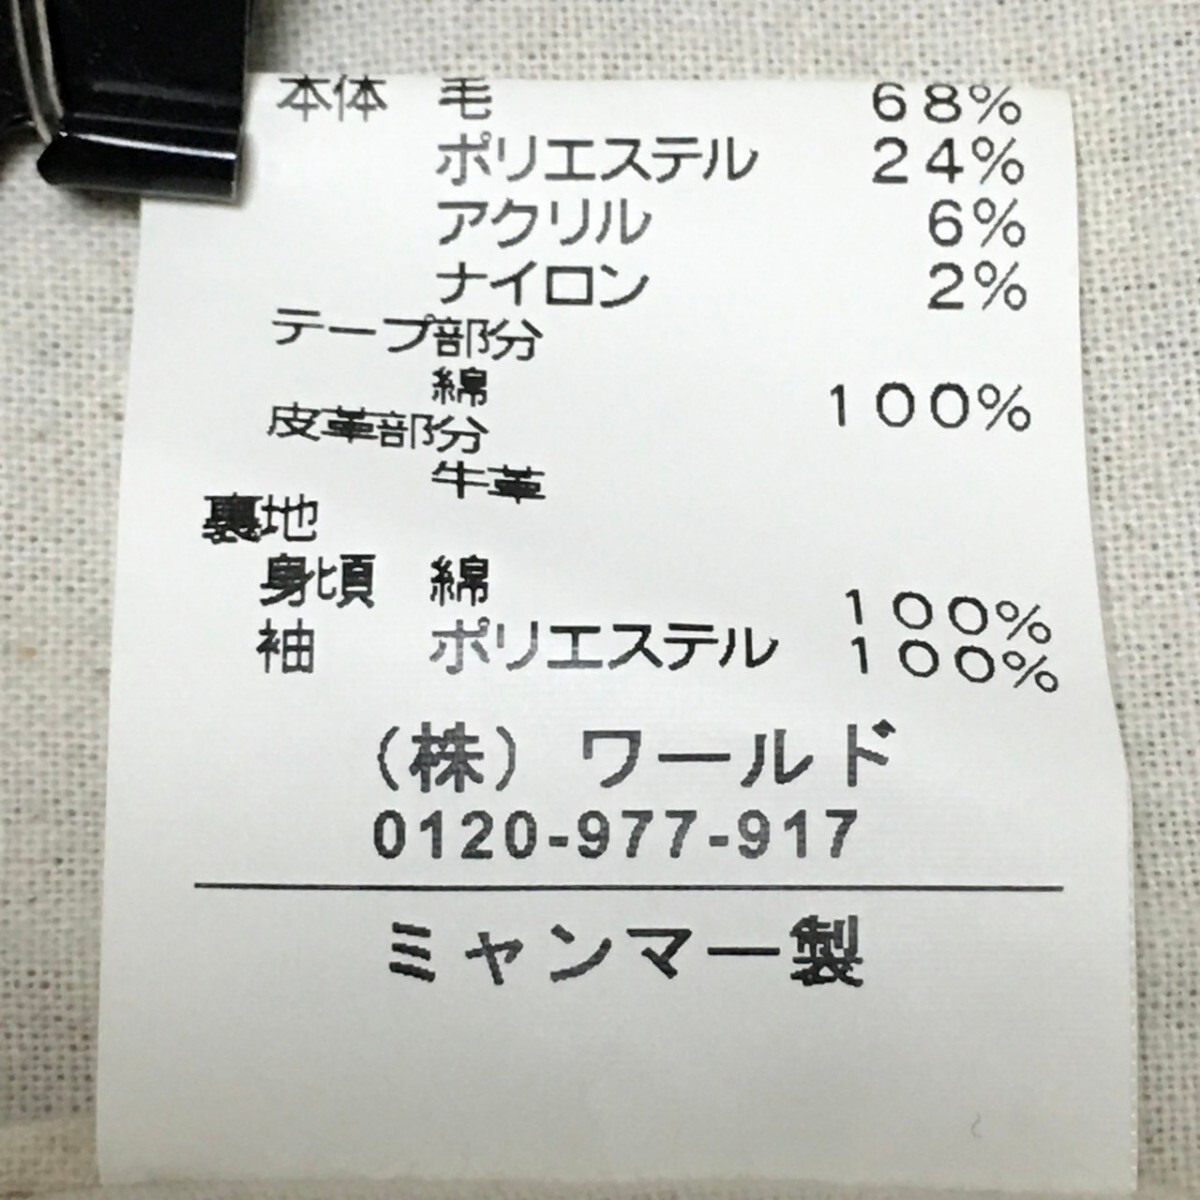 本体 毛 68%
ポリエステル 24%
アクリル 6%
ナイロン 2%
テープ部分
綿 100%
皮革部分
牛革
裏地
身頃 綿 100%
袖 ポリエステル 100%
(株) ワールド
0120-977-917
ミャンマー製